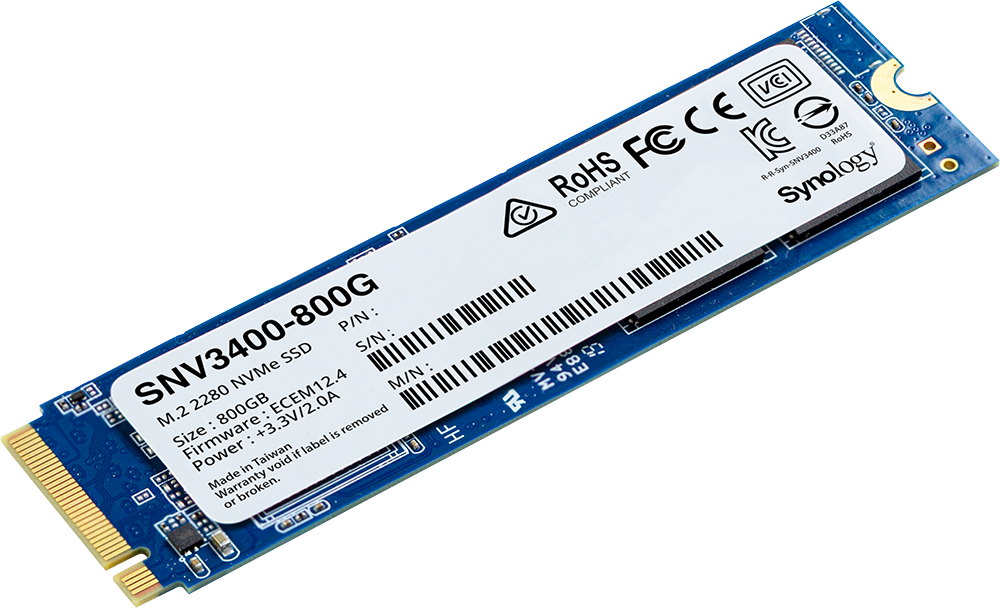 SNV3400-800G
M.2 2280 NVMe SSD
Size : 800GB
Firmware : ECEM12.4
Power : +3.3V/2.0A
Made in Taiwan
Warranty void if label is removed
or broken.
P/N :
S/N :
M/N :
RoHS
COMPLIANT
FC CE
VCI
D33A87
RoHS
R-R-Syn-SNV3400
Synology®
HF